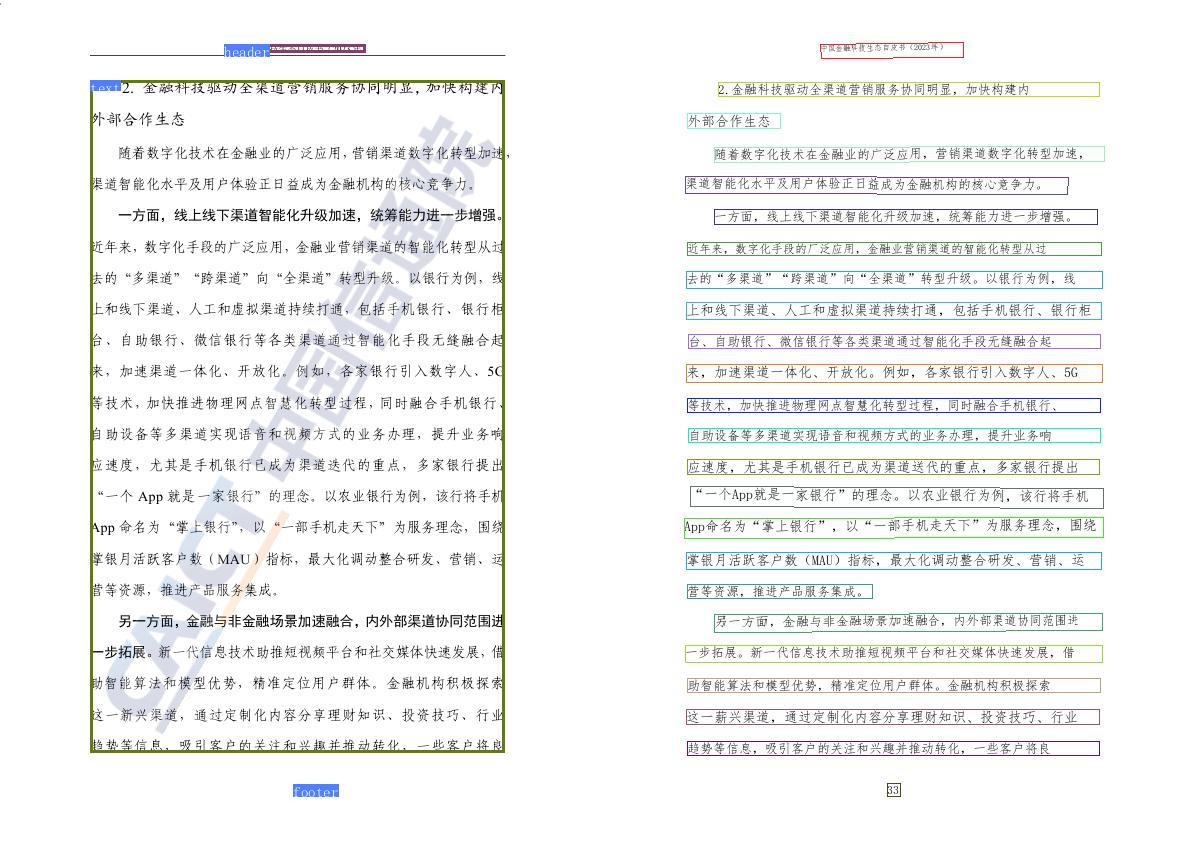 header
text 2. 金融科技驱动全渠道营销服务协同明显，加快构建内
外部合作生态
随着数字化技术在金融业的广泛应用，营销渠道数字化转型加速，
渠道智能化水平及用户体验正日益成为金融机构的核心竞争力。
一方面，线上线下渠道智能化升级加速，统筹能力进一步增强。
近年来，数字化手段的广泛应用，金融业营销渠道的智能化转型从过
去的“多渠道”“跨渠道”向“全渠道”转型升级。以银行为例，线
上和线下渠道、人工和虚拟渠道持续打通，包括手机银行、银行柜
台、自助银行、微信银行等各类渠道通过智能化手段无缝融合起
来，加速渠道一体化、开放化。例如，各家银行引入数字人、5G
等技术，加快推进物理网点智慧化转型过程，同时融合手机银行、
自助设备等多渠道实现语音和视频方式的业务办理，提升业务响
应速度，尤其是手机银行已成为渠道迭代的重点，多家银行提出
“一个 App 就是一家银行”的理念。以农业银行为例，该行将手机
App 命名为“掌上银行”，以“一部手机走天下”为服务理念，围绕
掌银月活跃客户数（MAU）指标，最大化调动整合研发、营销、运
营等资源，推进产品服务集成。
另一方面，金融与非金融场景加速融合，内外部渠道协同范围进
一步拓展。新一代信息技术助推短视频平台和社交媒体快速发展，借
助智能算法和模型优势，精准定位用户群体。金融机构积极探索
这一新兴渠道，通过定制化内容分享理财知识、投资技巧、行业
趋势等信息，吸引客户的关注和兴趣并推动转化，一些客户将良
CAICT 中国信通院
footer
中国金融科技生态白皮书（2023年）
2.金融科技驱动全渠道营销服务协同明显，加快构建内
外部合作生态
随着数字化技术在金融业的广泛应用，营销渠道数字化转型加速，
渠道智能化水平及用户体验正日益成为金融机构的核心竞争力。
一方面，线上线下渠道智能化升级加速，统筹能力进一步增强。
近年来，数字化手段的厂泛应用，金融业营销渠道的智能化转型从过
去的“多渠道”“跨渠道”向“全渠道”转型升级。以银行为例，线
上和线下渠道、人工和虚拟渠道持续打通，包括手机银行、银行柜
台、自助银行、微信银行等各类渠道通过智能化手段无缝融合起
来，加速渠道一体化、开放化。例如，各家银行引入数字人、5G
等技术，加快推进物理网点智慧化转型过程，同时融合手机银行、
自助设备等多渠道实现语音和视频方式的业务办理，提升业务响
应速度，尤其是手机银行已成为渠道送代的重点，多家银行提出
“一个App就是一家银行”的理念。以农业银行为例，该行将手机
App命名为“掌上银行”，以“一部手机走天下”为服务理念，围绕
掌银月活跃客户数（MAU）指标，最大化调动整合研发、营销、运
营等资源，推进产品服务集成。
另一方面，金融与非金融场景加速融合，内外部渠道协同范围进
一步拓展。新一代信息技术助推短视频平台和社交媒体快速发展，借
助智能算法和模型优势，精准定位用户群体。金融机构积极探索
这一薪兴渠道，通过定制化内容分享理财知识、投资技巧、行业
趋势等信息，吸引客户的关注和兴趣并推动转化，一些客户将良
33